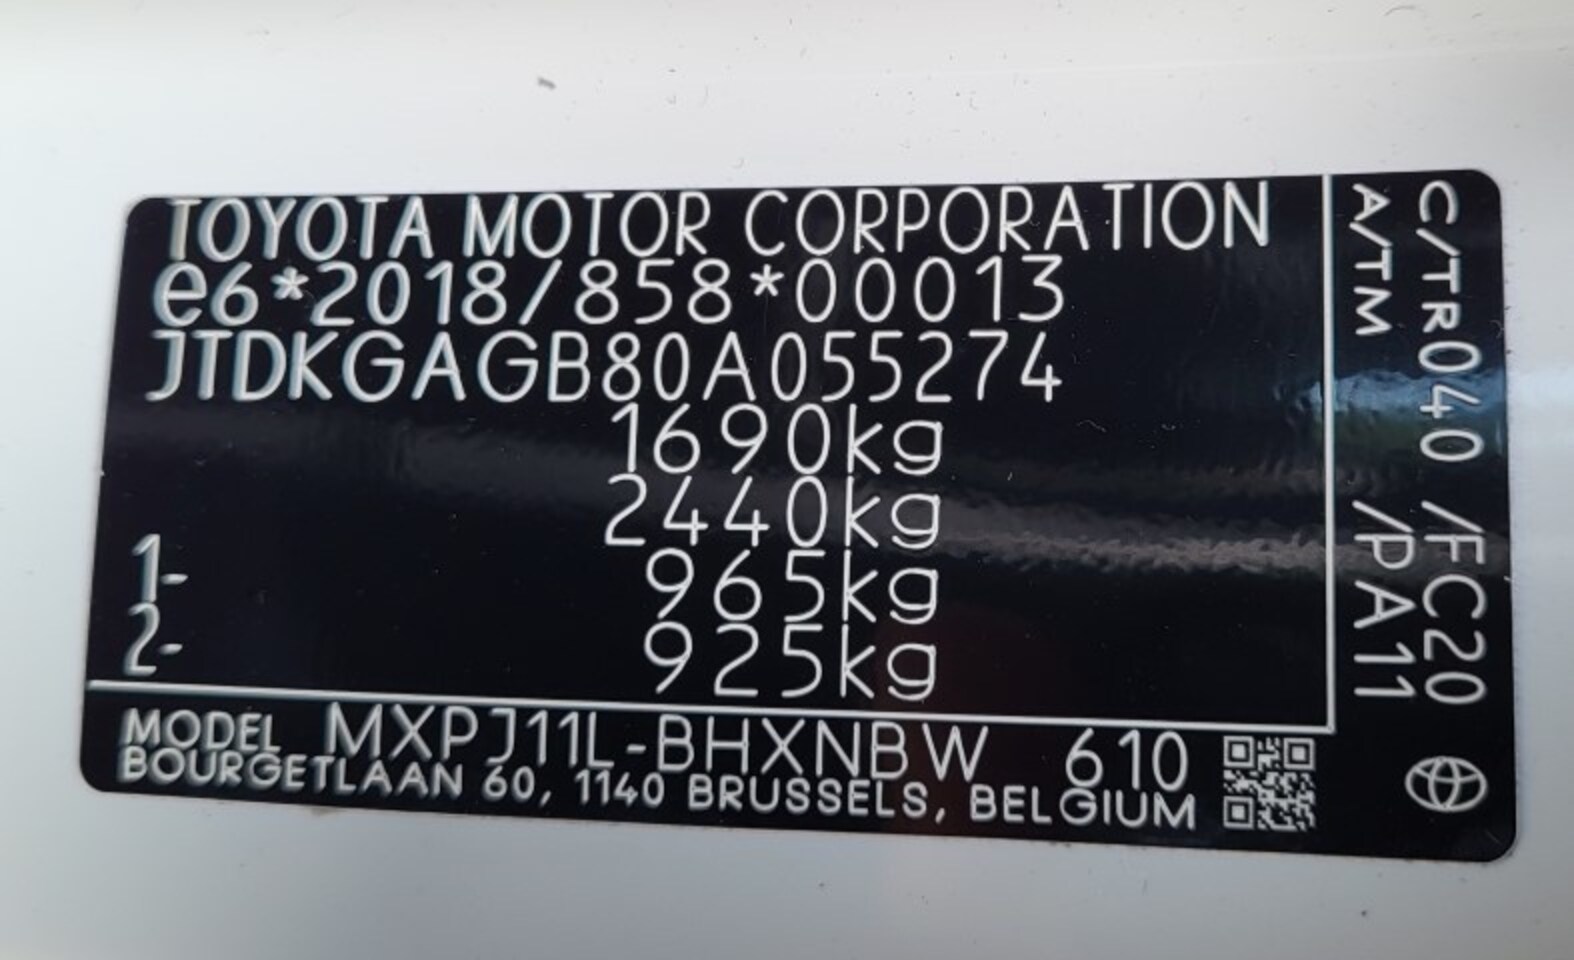 TOYOTA MOTOR CORPORATION
e6*2018/858*00013
JTDKGAGB80A055274
1690kg
2440kg
1- 965kg
2- 925kg
MODEL MXPJ11L-BHXNBW 610
BOURGETLAAN 60, 1140 BRUSSELS, BELGIUM
C/TR040 /FC20
A/TM /PA11